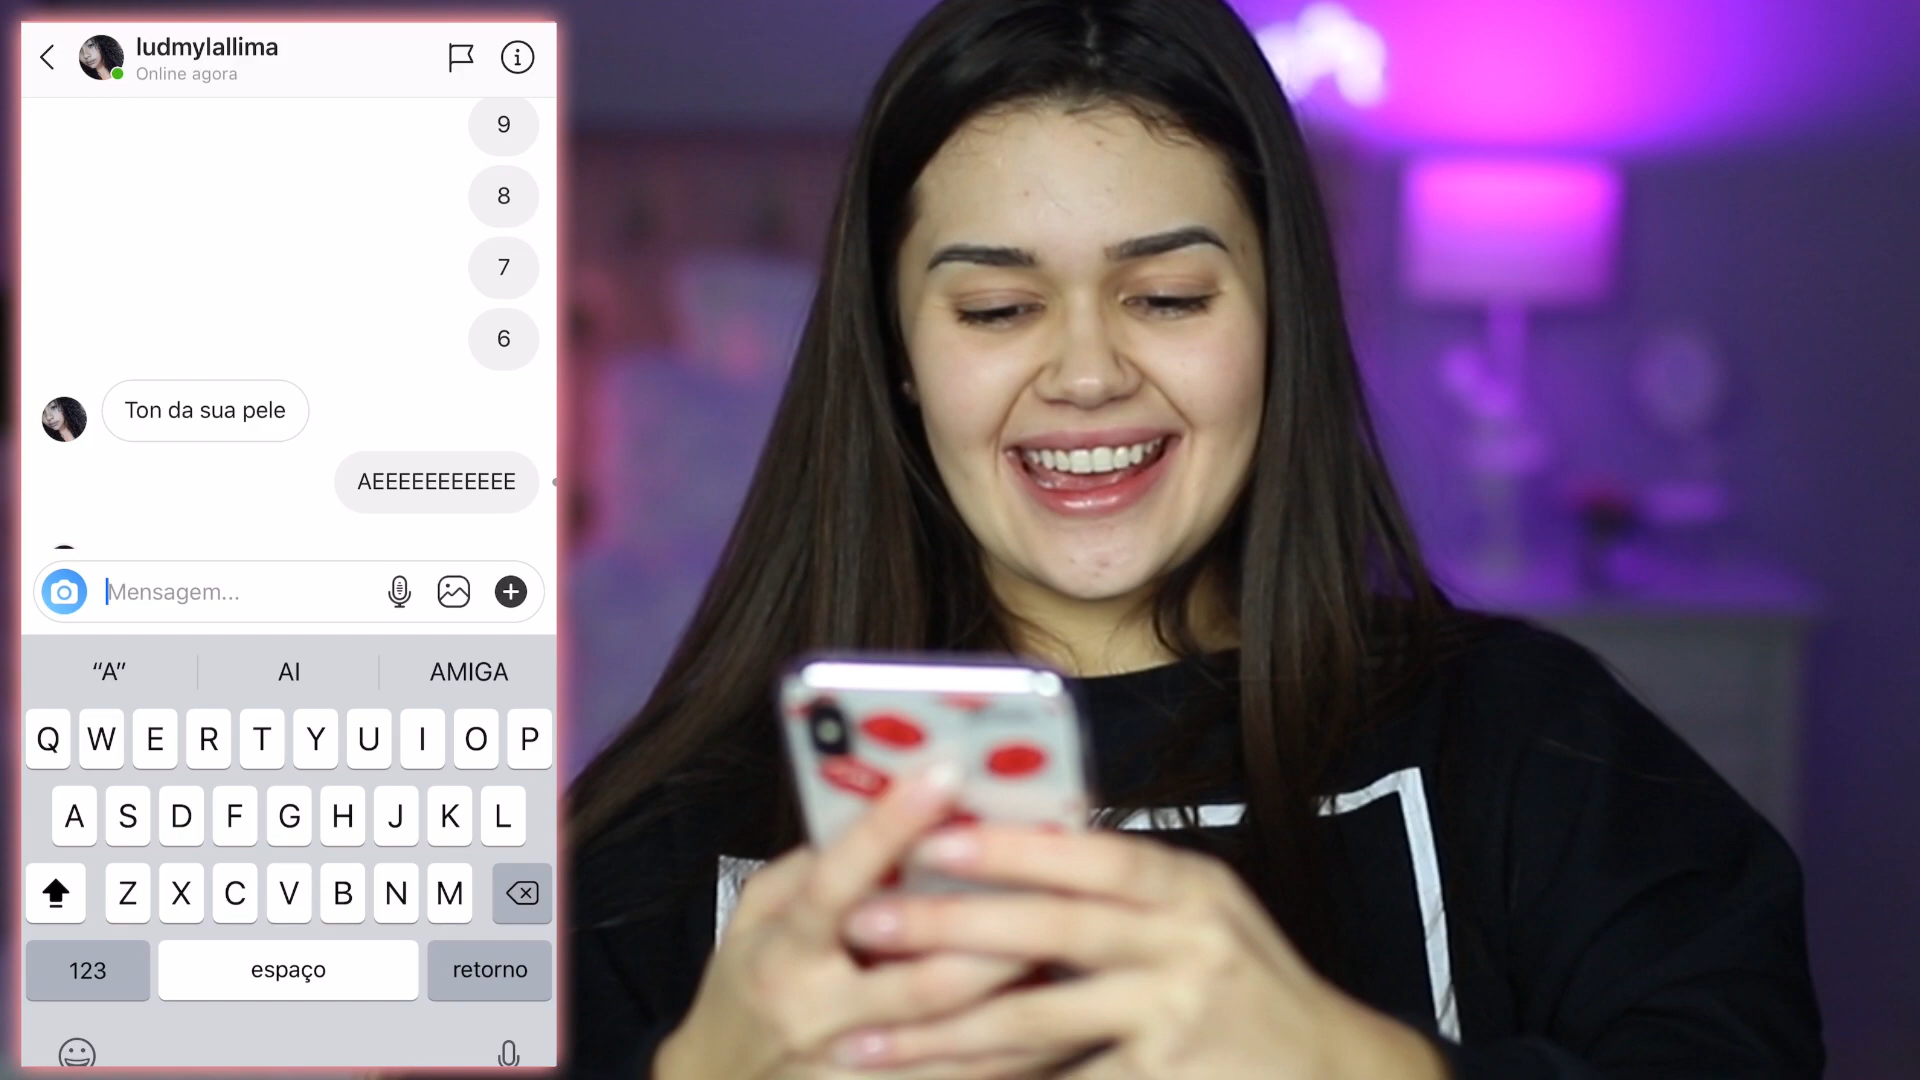 ludmylallima
Online agora
9
8
7
6
Ton da sua pele
AEEEEEEEEEEE
Mensagem...
“A” AI AMIGA
Q W E R T Y U I O P
A S D F G H J K L
Z X C V B N M
123 espaço retorno